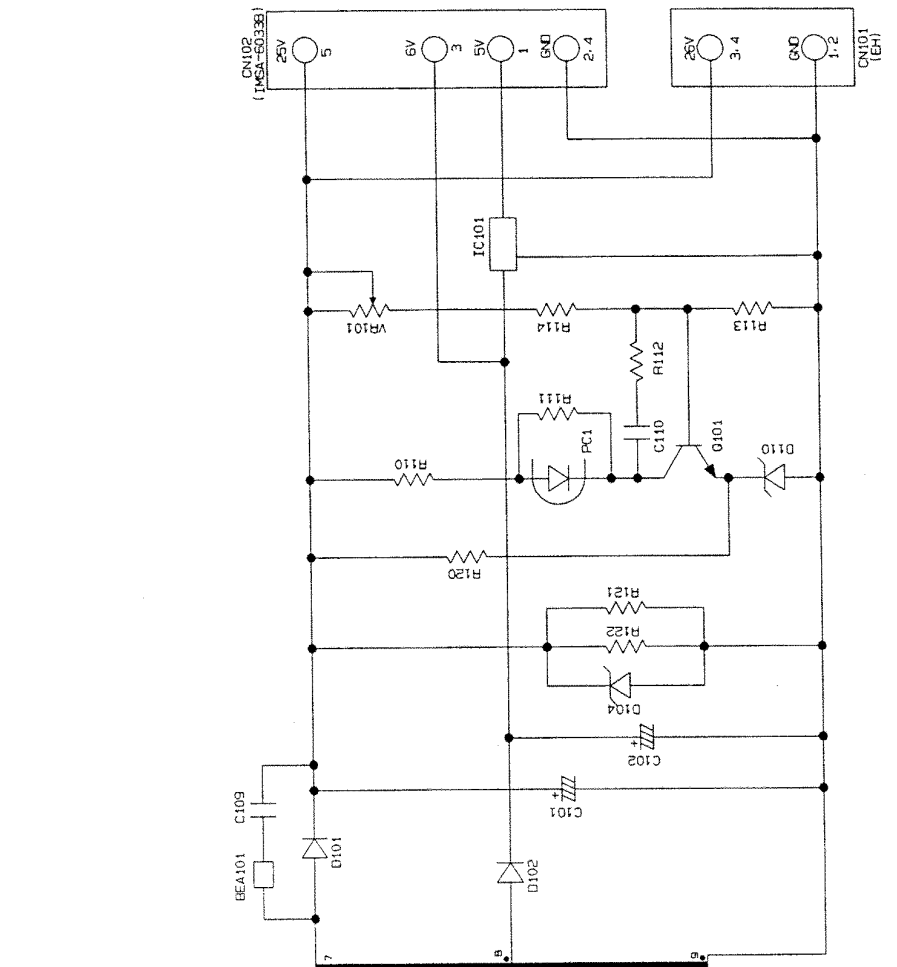 CN102
(IMSA-6033B)
25V
5
6V
3
5V
1
GND
2.4
26V
3.4
GND
1.2
CN101
(EH)
IC101
VR101
R114
R113
R112
R111
PC1
C110
Q101
D110
R110
R120
R121
R122
D104
C102
+
C101
+
C109
BEA101
D101
D102
7
8
9